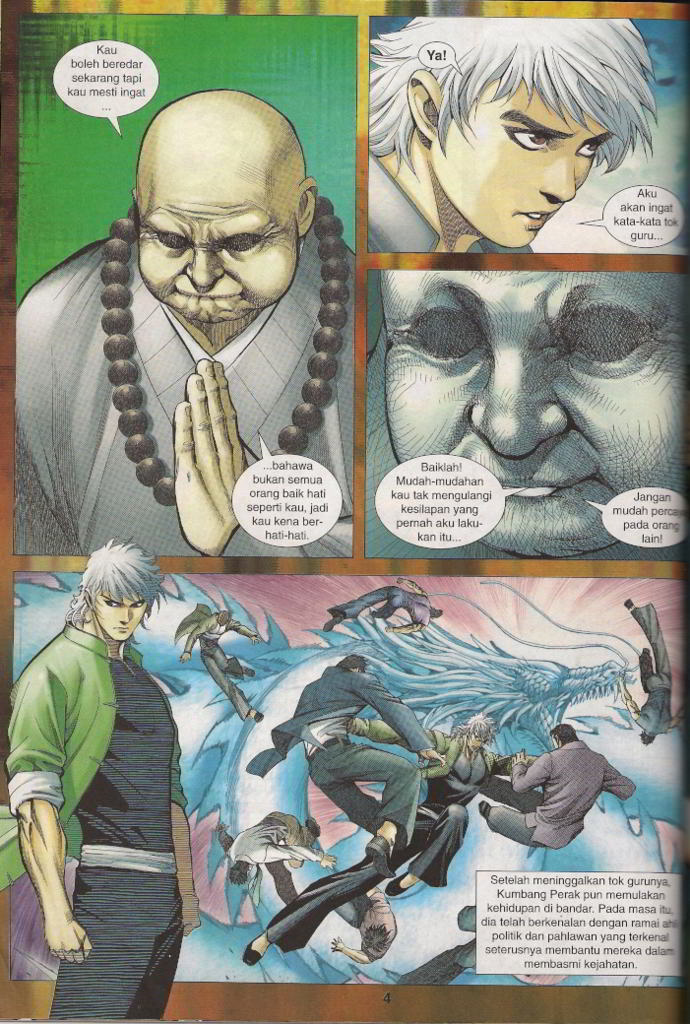 Kau
boleh beredar
sekarang tapi
kau mesti ingat
...
...bahawa
bukan semua
orang baik hati
seperti kau, jadi
kau kena ber-
hati-hati.
Ya!
Aku
akan ingat
kata-kata tok
guru...
Baiklah!
Mudah-mudahan
kau tak mengulangi
kesilapan yang
pernah aku laku-
kan itu...
Jangan
mudah
pada orang
lain!
Setelah meninggalkan tok gurunya,
Kumbang Perak pun memulakan
kehidupan di bandar. Pada masa itu,
dia telah berkenalan dengan ramai
politik dan pahlawan yang terkenal
seterusnya membantu mereka dalam
membasmi kejahatan.
4